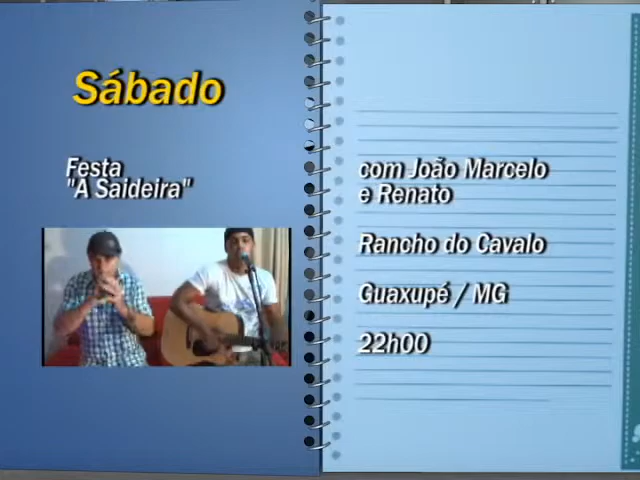 Sábado
Festa
"A Saideira"
com João Marcelo
e Renato
Rancho do Cavalo
Guaxupé / MG
22h00